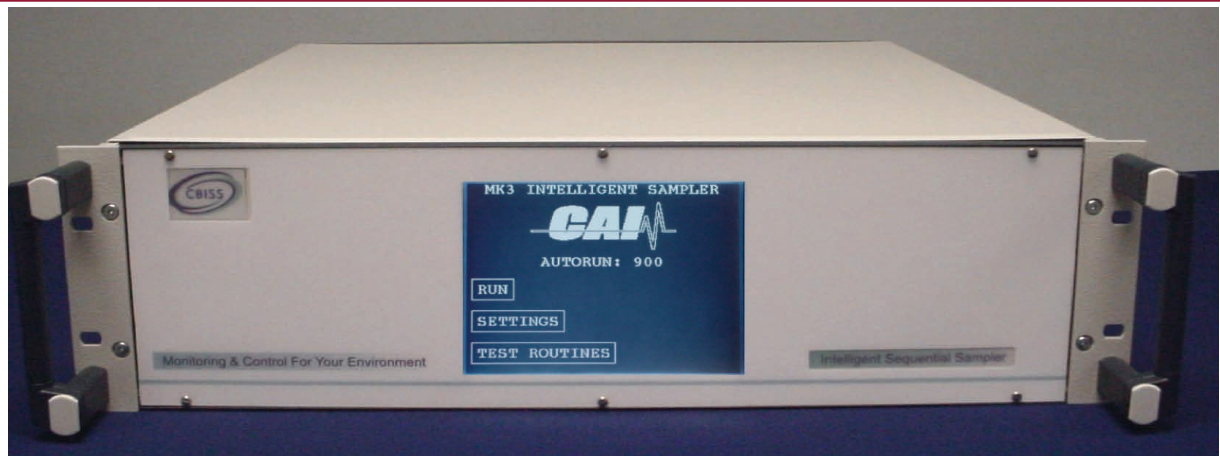 CBISS
MK3 INTELLIGENT SAMPLER
CAI
AUTORUN: 900
RUN
SETTINGS
TEST ROUTINES
Monitoring & Control For Your Environment
Intelligent Sequential Sampler